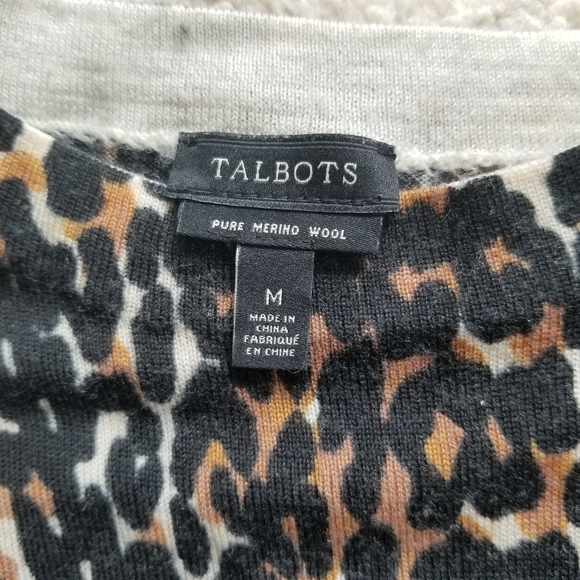 TALBOTS
PURE MERINO WOOL
M
MADE IN
CHINA
FABRIQUÉ
EN CHINE